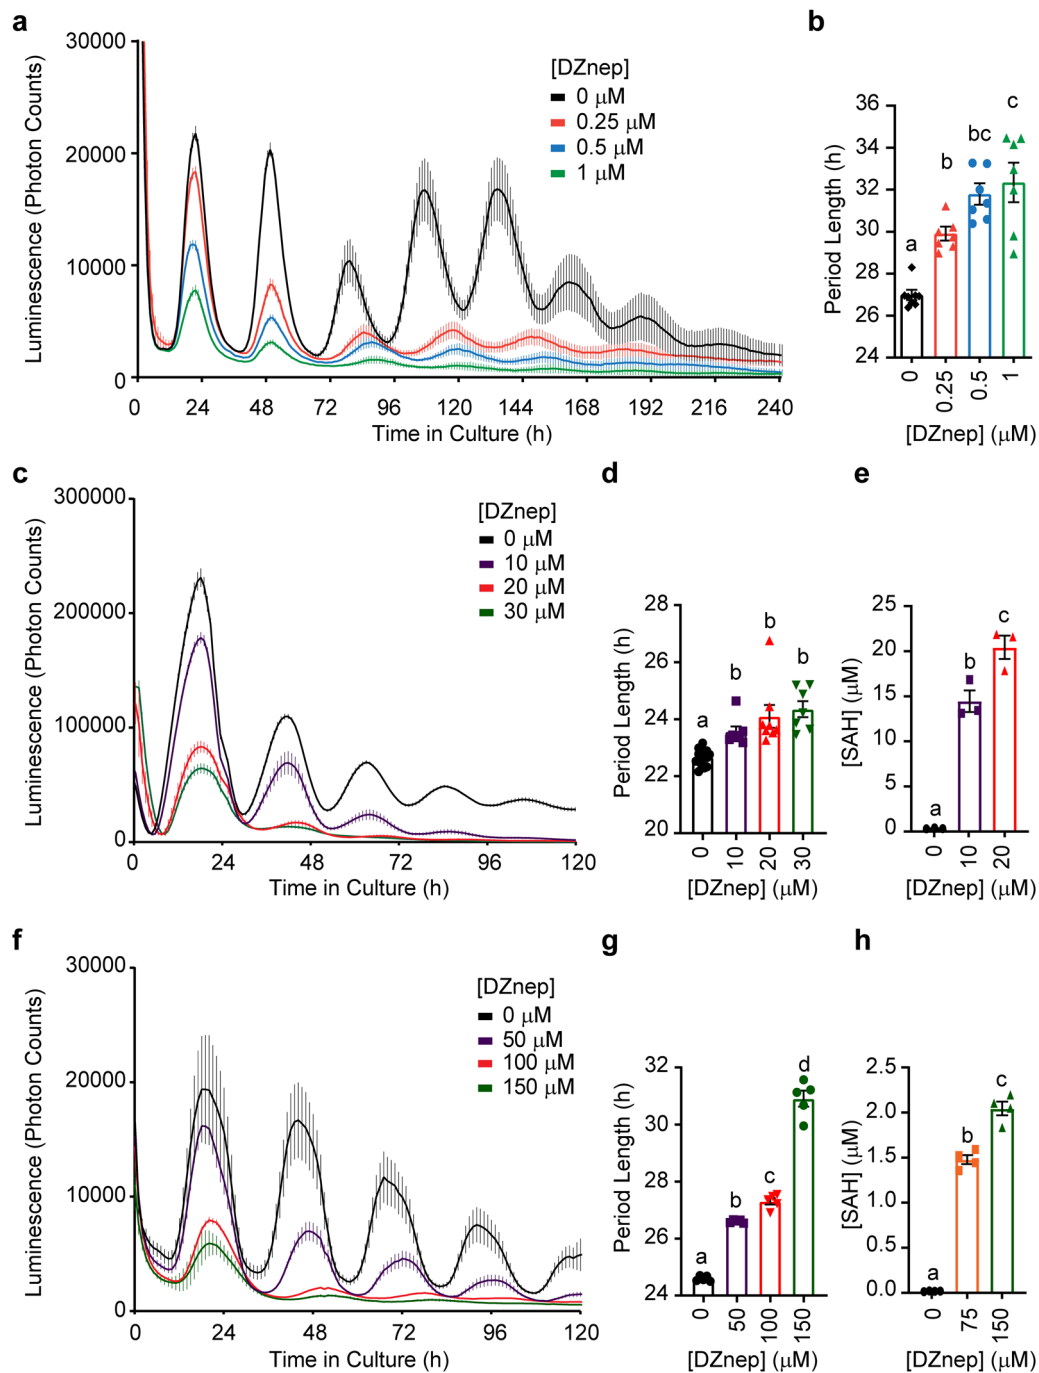 a
Luminescence (Photon Counts)
30000
20000
10000
0
0 24 48 72 96 120 144 168 192 216 240
Time in Culture (h)
[DZnep]
0 μM
0.25 μM
0.5 μM
1 μM
b
Period Length (h)
36
34
32
30
28
26
24
a b bc c
0 0.25 0.5 1
[DZnep] (μM)
c
Luminescence (Photon Counts)
300000
200000
100000
0
0 24 48 72 96 120
Time in Culture (h)
[DZnep]
0 μM
10 μM
20 μM
30 μM
d
Period Length (h)
28
26
24
22
20
a b b b
0 10 20 30
[DZnep] (μM)
e
[SAH] (μM)
25
20
15
10
5
0
a b c
0 10 20
[DZnep] (μM)
f
Luminescence (Photon Counts)
30000
20000
10000
0
0 24 48 72 96 120
Time in Culture (h)
[DZnep]
0 μM
50 μM
100 μM
150 μM
g
Period Length (h)
32
30
28
26
24
a b c d
0 50 100 150
[DZnep] (μM)
h
[SAH] (μM)
2.5
2.0
1.5
1.0
0.5
0.0
a b c
0 75 150
[DZnep] (μM)